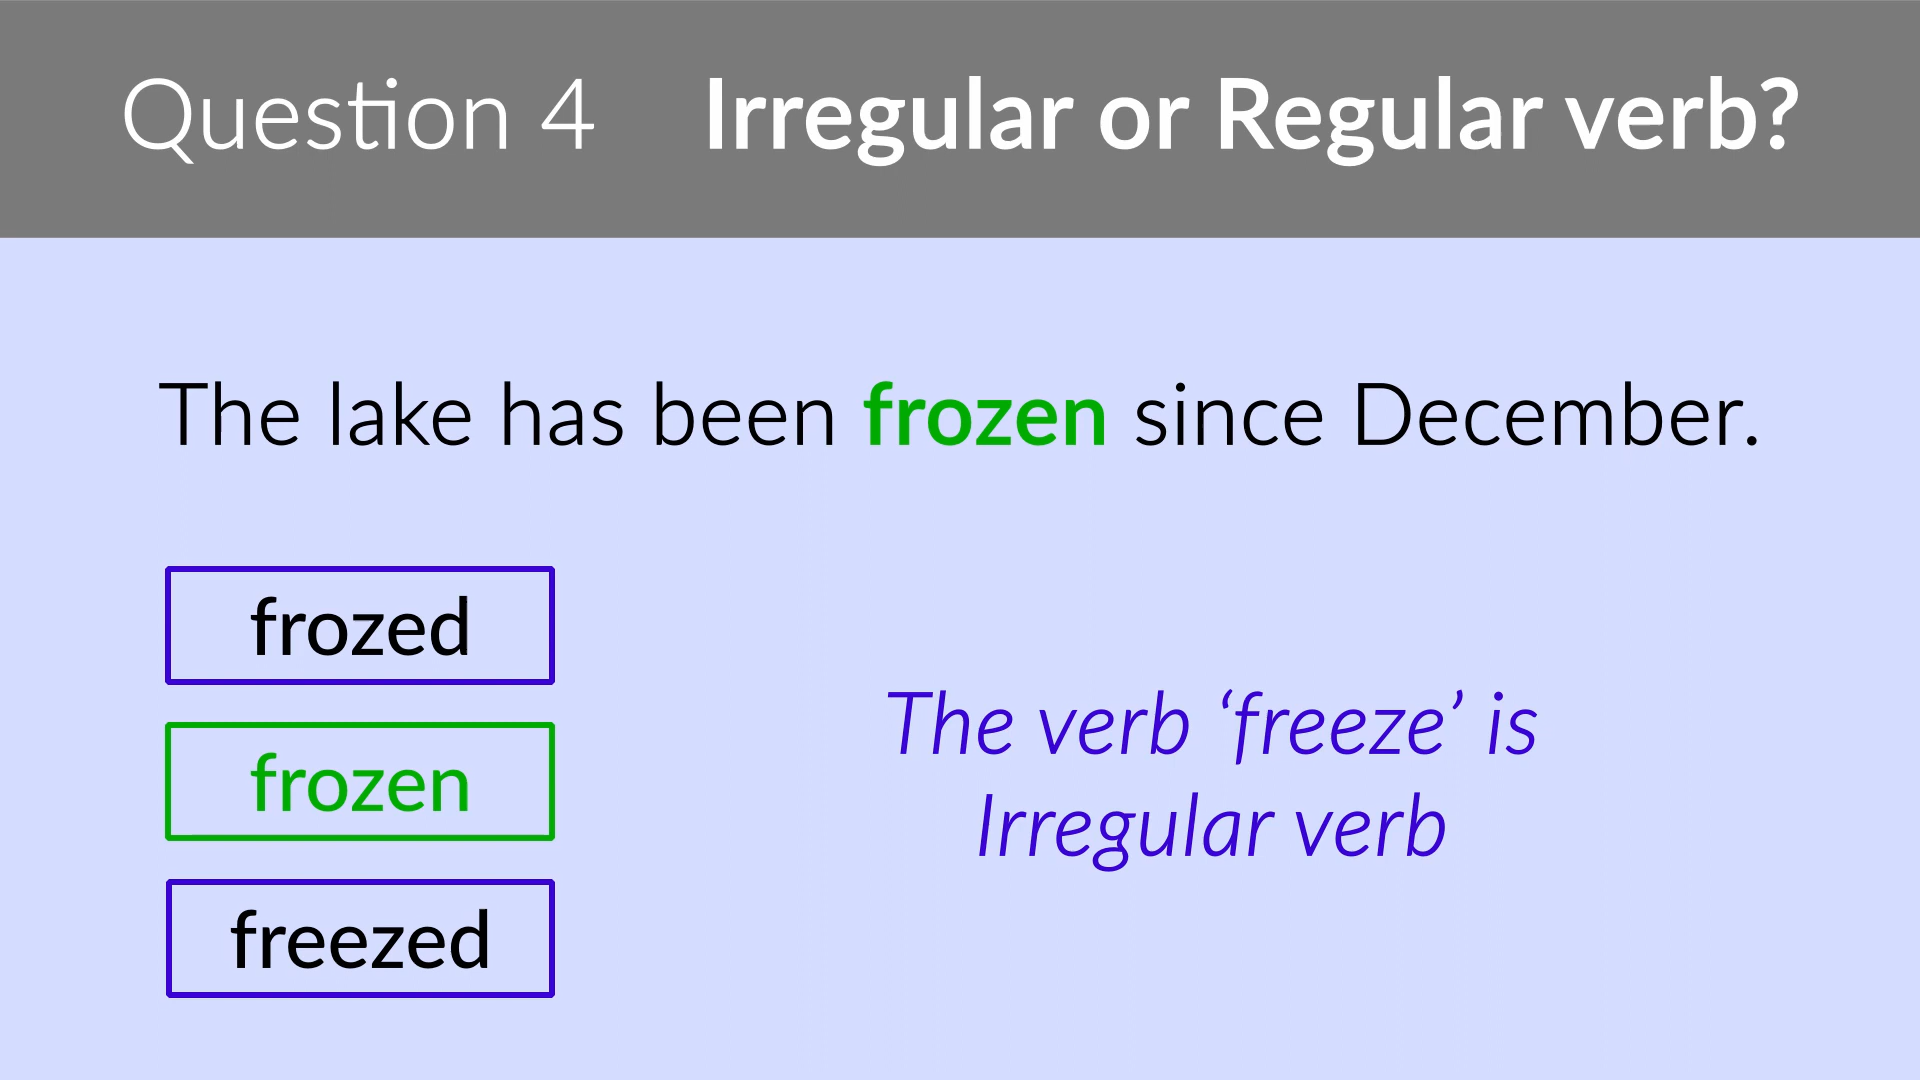 Question 4 Irregular or Regular verb?
The lake has been frozen since December.
frozed
frozen
freezed
The verb ‘freeze’ is
Irregular verb